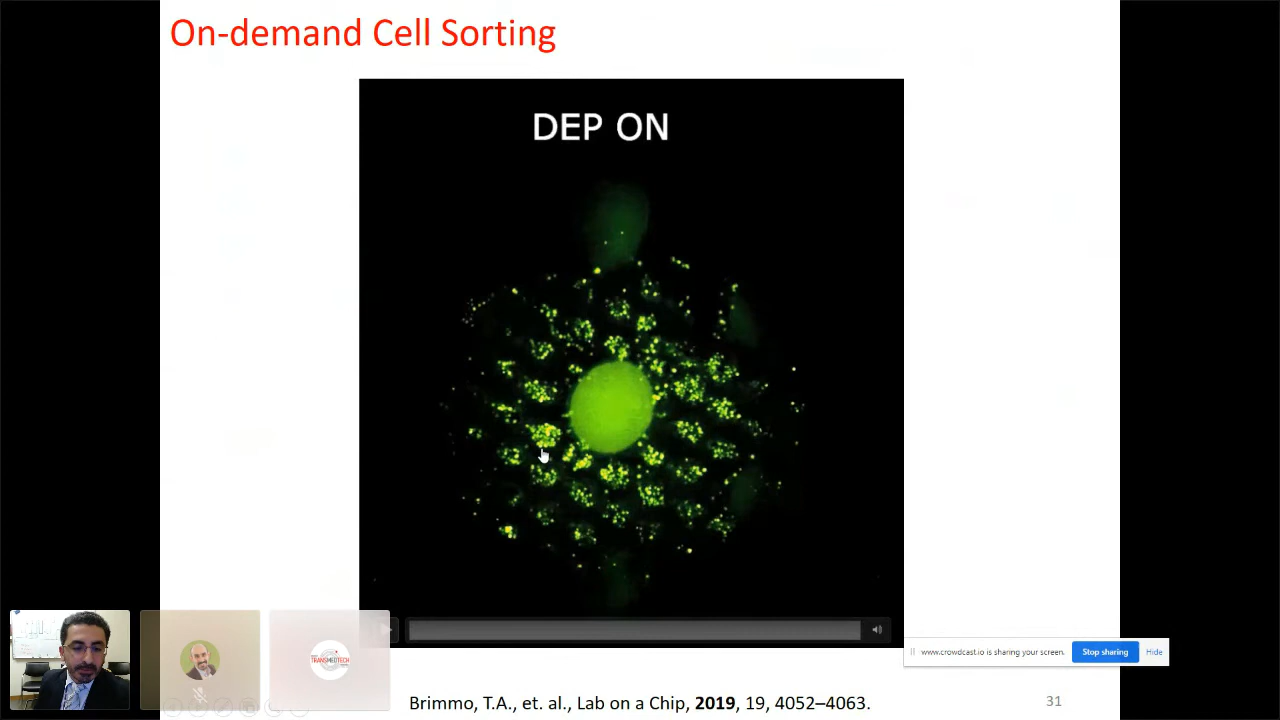 On-demand Cell Sorting
DEP ON
TRANSMEDTECH
www.crowdcast.io is sharing your screen.
Stop sharing
Hide
Brimmo, T.A., et. al., Lab on a Chip, 2019, 19, 4052–4063.
31